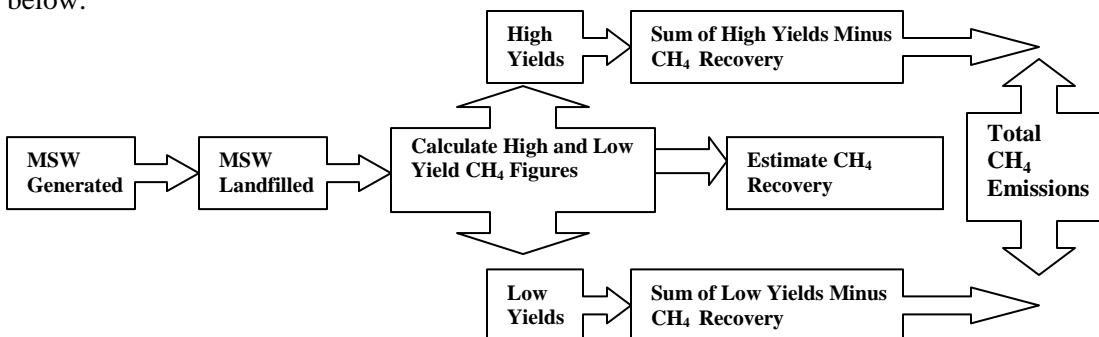 below.
High
Yields
Sum of High Yields Minus
CH₄ Recovery
MSW
Generated
MSW
Landfilled
Calculate High and Low
Yield CH₄ Figures
Estimate CH₄
Recovery
Total
CH₄
Emissions
Low
Yields
Sum of Low Yields Minus
CH₄ Recovery